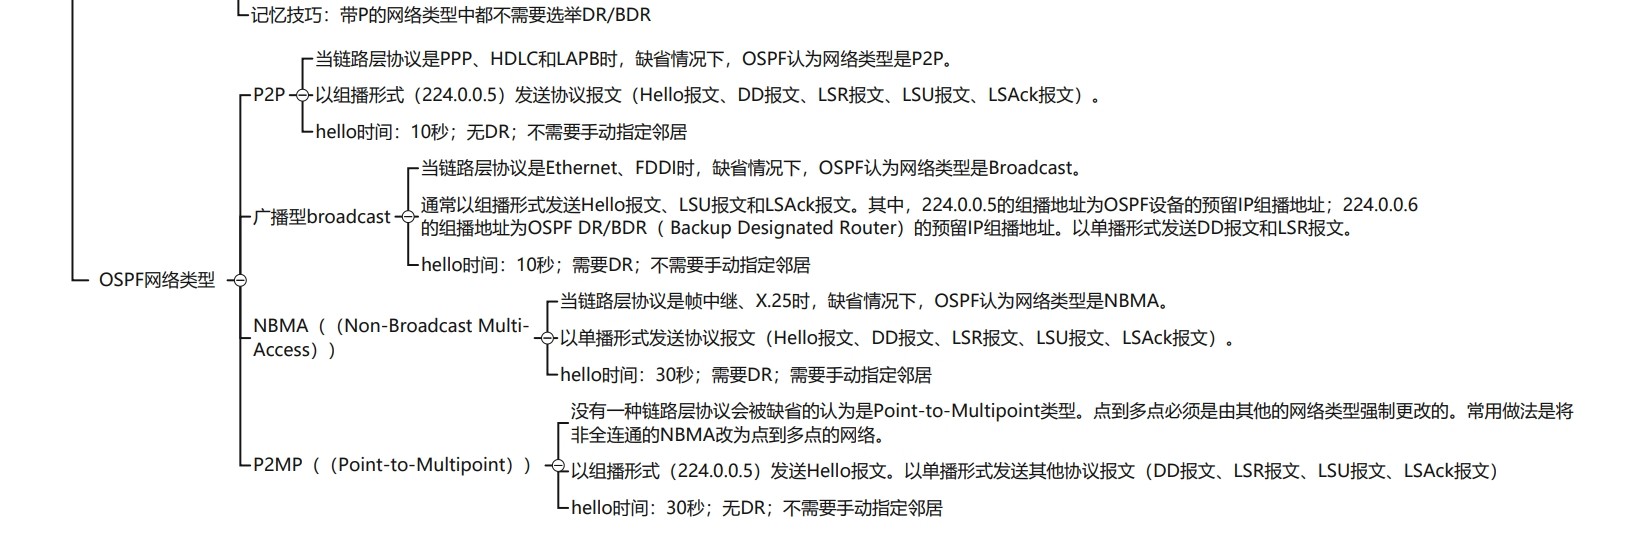 记忆技巧：带P的网络类型中都不需要选举DR/BDR
当链路层协议是PPP、HDLC和LAPB时，缺省情况下，OSPF认为网络类型是P2P。
P2P
以组播形式（224.0.0.5）发送协议报文（Hello报文、DD报文、LSR报文、LSU报文、LSAck报文）。
hello时间：10秒；无DR；不需要手动指定邻居
当链路层协议是Ethernet、FDDI时，缺省情况下，OSPF认为网络类型是Broadcast。
广播型broadcast
通常以组播形式发送Hello报文、LSU报文和LSAck报文。其中，224.0.0.5的组播地址为OSPF设备的预留IP组播地址；224.0.0.6
的组播地址为OSPF DR/BDR（ Backup Designated Router）的预留IP组播地址。以单播形式发送DD报文和LSR报文。
hello时间：10秒；需要DR；不需要手动指定邻居
OSPF网络类型
当链路层协议是帧中继、X.25时，缺省情况下，OSPF认为网络类型是NBMA。
NBMA（（Non-Broadcast Multi-
Access））
以单播形式发送协议报文（Hello报文、DD报文、LSR报文、LSU报文、LSAck报文）。
hello时间：30秒；需要DR；需要手动指定邻居
没有一种链路层协议会被缺省的认为是Point-to-Multipoint类型。点到多点必须是由其他的网络类型强制更改的。常用做法是将
非全连通的NBMA改为点到多点的网络。
P2MP（（Point-to-Multipoint））
以组播形式（224.0.0.5）发送Hello报文。以单播形式发送其他协议报文（DD报文、LSR报文、LSU报文、LSAck报文）
hello时间：30秒；无DR；不需要手动指定邻居